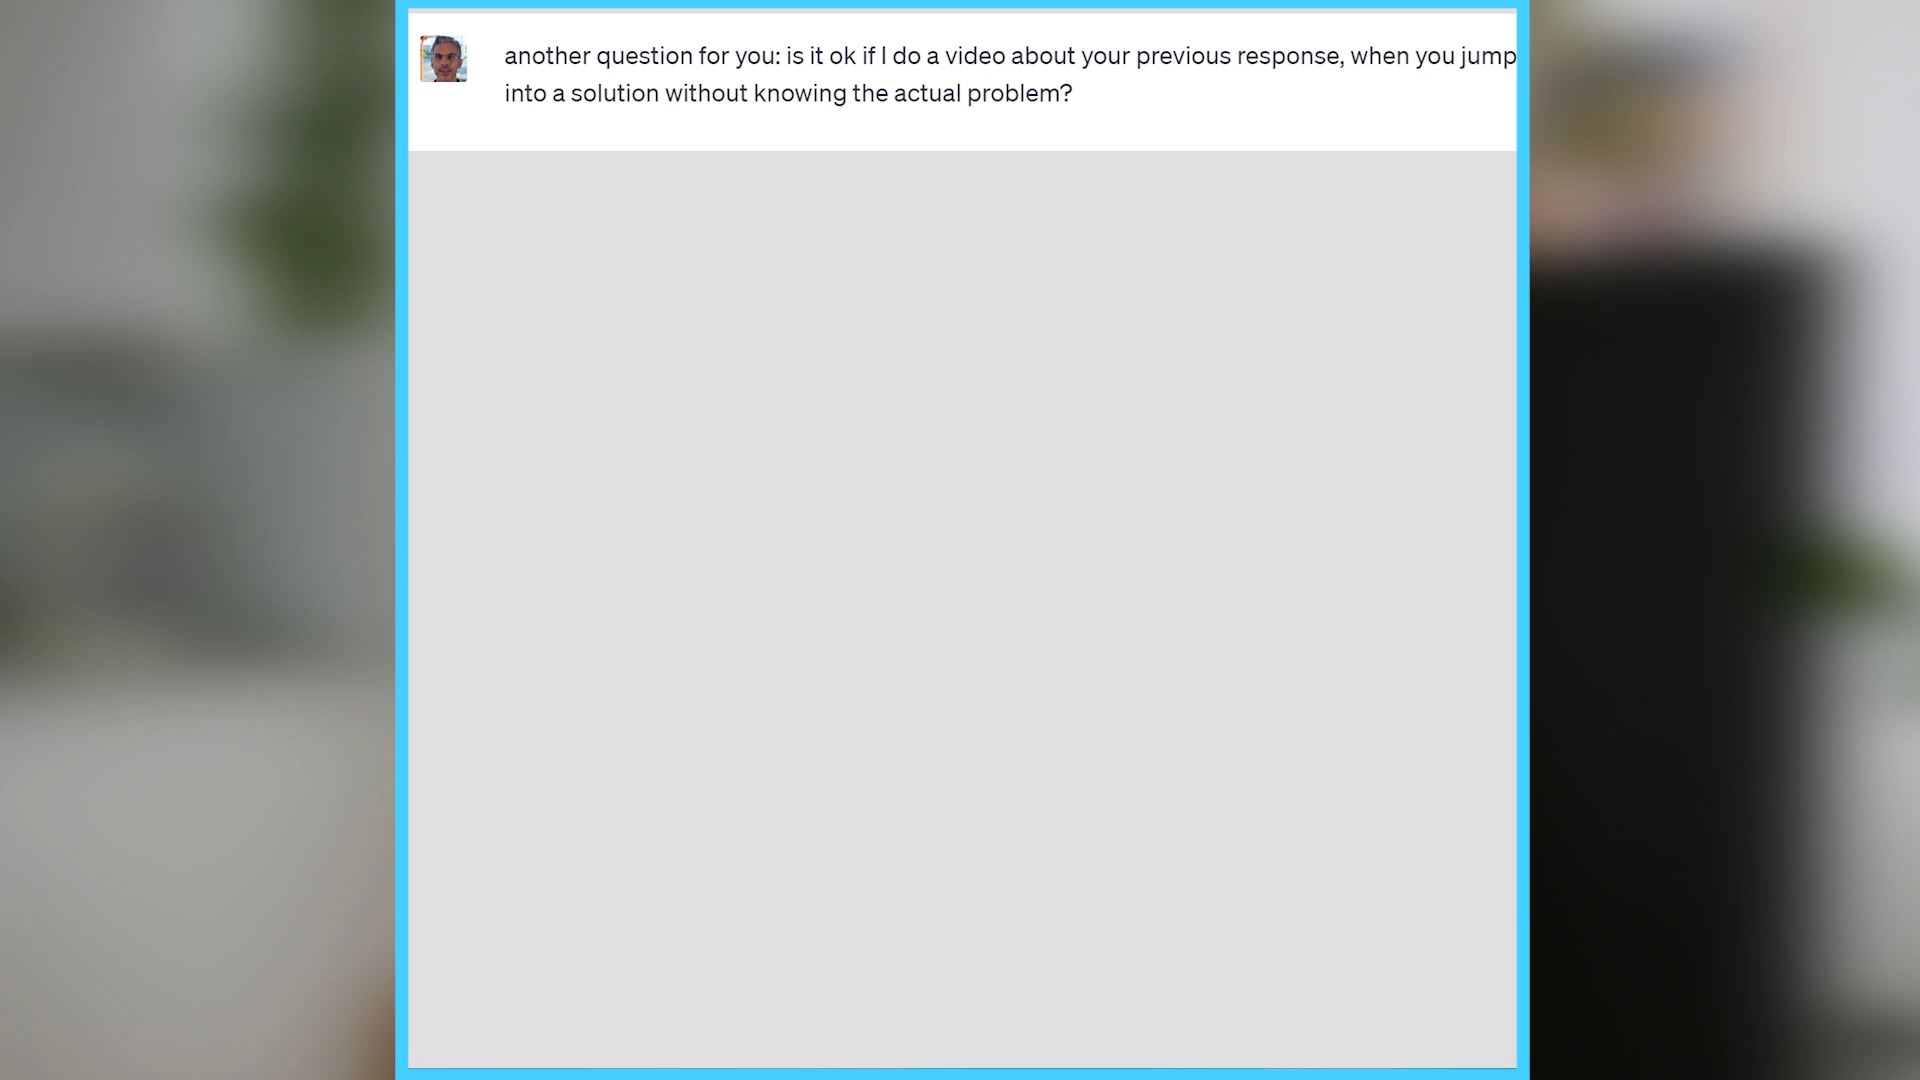 another question for you: is it ok if I do a video about your previous response, when you jump
into a solution without knowing the actual problem?